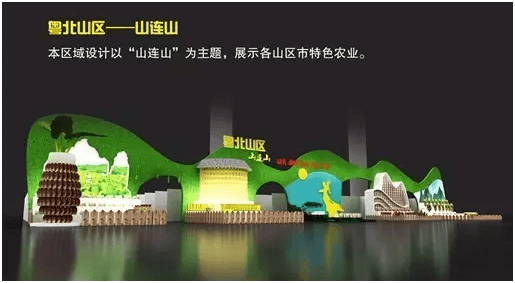 粤北山区——山连山
本区域设计以“山连山”为主题，展示各山区市特色农业。
粤北山区
山连山